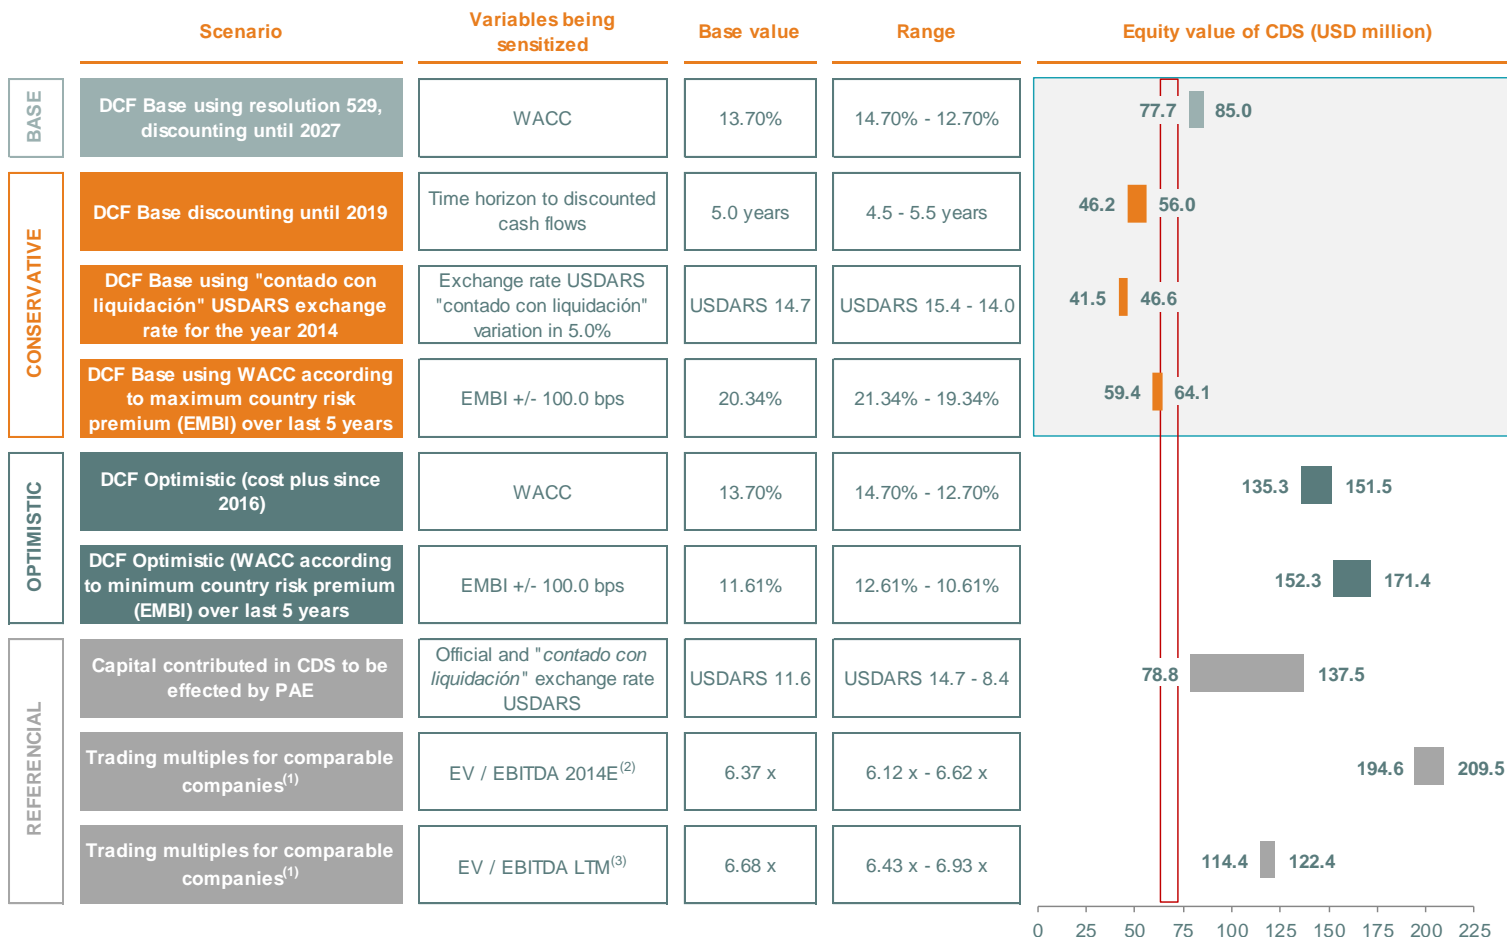 Scenario
Variables being
sensitized
Base value
Range
Equity value of CDS (USD million)
BASE
DCF Base using resolution 529,
discounting until 2027
WACC
13.70%
14.70% - 12.70%
77.7
85.0
CONSERVATIVE
DCF Base discounting until 2019
Time horizon to discounted
cash flows
5.0 years
4.5 - 5.5 years
46.2
56.0
DCF Base using "contado con
liquidación" USDARS exchange
rate for the year 2014
Exchange rate USDARS
"contado con liquidación"
variation in 5.0%
USDARS 14.7
USDARS 15.4 - 14.0
41.5
46.6
DCF Base using WACC according
to maximum country risk
premium (EMBI) over last 5 years
EMBI +/- 100.0 bps
20.34%
21.34% - 19.34%
59.4
64.1
OPTIMISTIC
DCF Optimistic (cost plus since
2016)
WACC
13.70%
14.70% - 12.70%
135.3
151.5
DCF Optimistic (WACC according
to minimum country risk premium
(EMBI) over last 5 years
EMBI +/- 100.0 bps
11.61%
12.61% - 10.61%
152.3
171.4
REFERENCIAL
Capital contributed in CDS to be
effected by PAE
Official and "contado con
liquidación" exchange rate
USDARS
USDARS 11.6
USDARS 14.7 - 8.4
78.8
137.5
Trading multiples for comparable
companies(1)
EV / EBITDA 2014E(2)
6.37 x
6.12 x - 6.62 x
194.6
209.5
Trading multiples for comparable
companies(1)
EV / EBITDA LTM(3)
6.68 x
6.43 x - 6.93 x
114.4
122.4
0 25 50 75 100 125 150 175 200 225